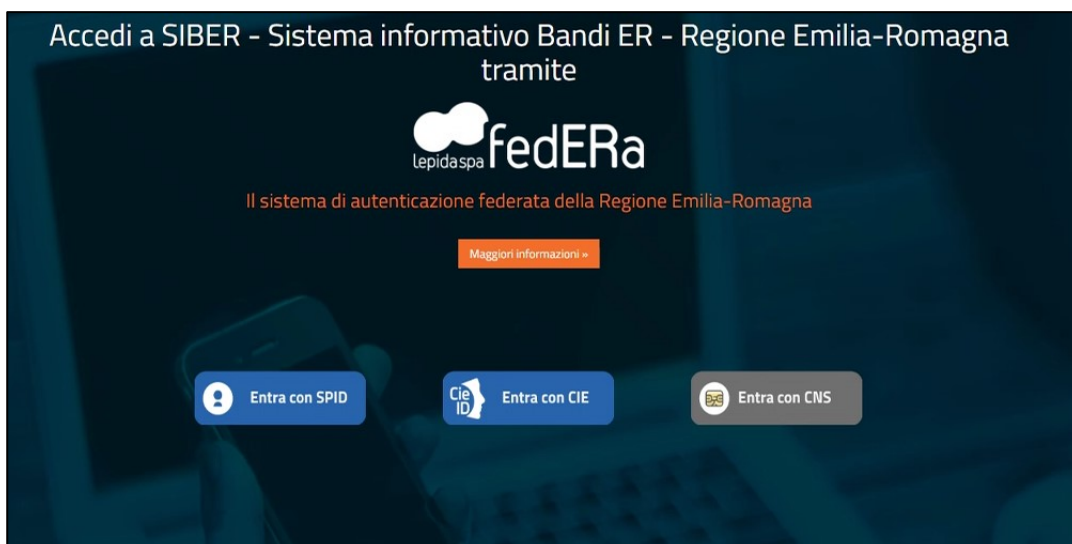 Accedi a SIBER - Sistema informativo Bandi ER - Regione Emilia-Romagna
tramite
lepidaspa fedERa
Il sistema di autenticazione federata della Regione Emilia-Romagna
Maggiori informazioni »
Entra con SPID
Cie ID Entra con CIE
Entra con CNS